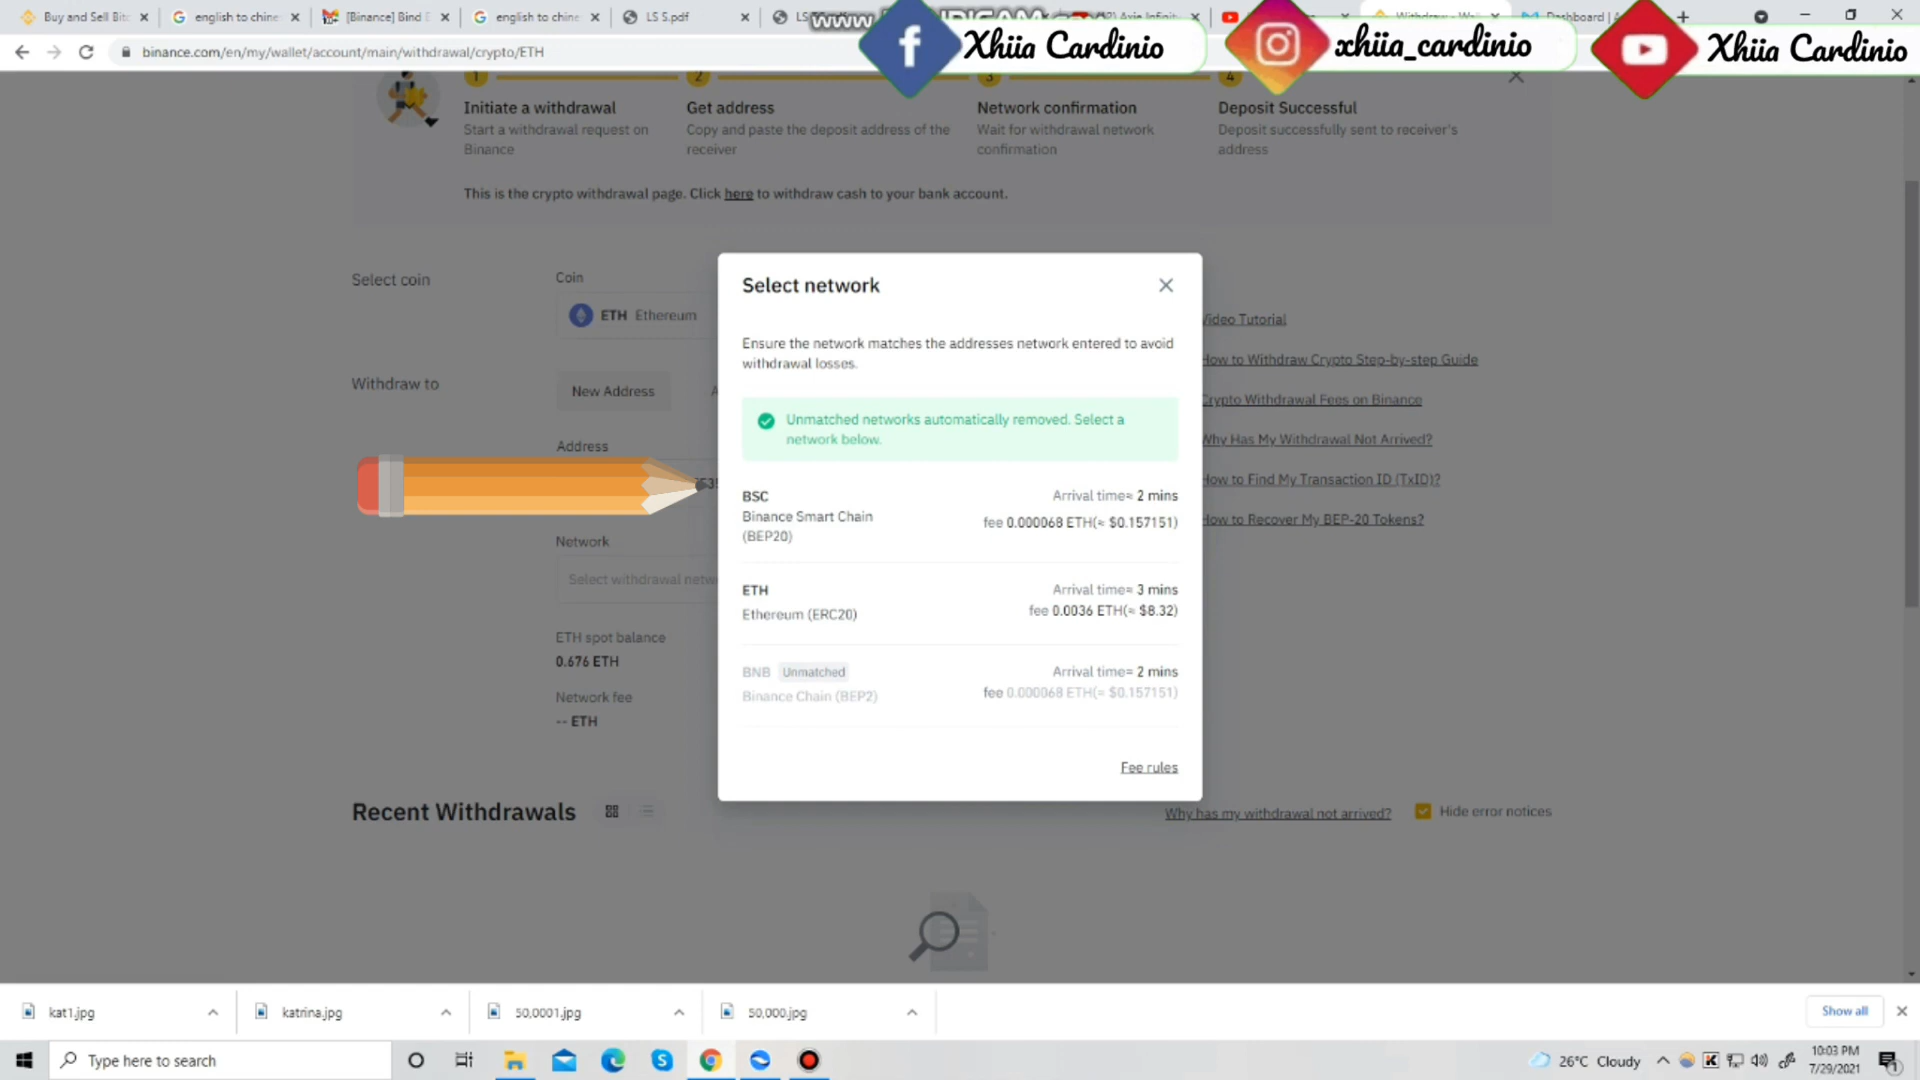 Buy and Sell Bit
english to chine
[Binance] Bind E
english to chine
LS S.pdf
Axie Infinity
Dashboard |
binance.com/en/my/wallet/account/main/withdrawal/crypto/ETH
Xhiia Cardinio
xhiia_cardinio
Xhiia Cardinio
1
2
3
4
Initiate a withdrawal
Start a withdrawal request on
Binance
Get address
Copy and paste the deposit address of the
receiver
Network confirmation
Wait for withdrawal network
confirmation
Deposit Successful
Deposit successfully sent to receiver's
address
This is the crypto withdrawal page. Click here to withdraw cash to your bank account.
Select coin
Coin
ETH Ethereum
Withdraw to
New Address
Address
Network
Select withdrawal netw
ETH spot balance
0.676 ETH
Network fee
-- ETH
Select network
Ensure the network matches the addresses network entered to avoid
withdrawal losses.
Unmatched networks automatically removed. Select a
network below.
BSC
Binance Smart Chain
(BEP20)
Arrival time≈ 2 mins
fee 0.000068 ETH(≈ $0.157151)
ETH
Ethereum (ERC20)
Arrival time≈ 3 mins
fee 0.0036 ETH(≈ $8.32)
BNB Unmatched
Binance Chain (BEP2)
Arrival time≈ 2 mins
fee 0.000068 ETH(≈ $0.157151)
Fee rules
Video Tutorial
How to Withdraw Crypto Step-by-step Guide
Crypto Withdrawal Fees on Binance
Why Has My Withdrawal Not Arrived?
How to Find My Transaction ID (TxID)?
How to Recover My BEP-20 Tokens?
Recent Withdrawals
Why has my withdrawal not arrived?
Hide error notices
kat1.jpg
katrina.jpg
50,0001.jpg
50,000.jpg
Show all
Type here to search
26°C Cloudy
10:03 PM
7/29/2021